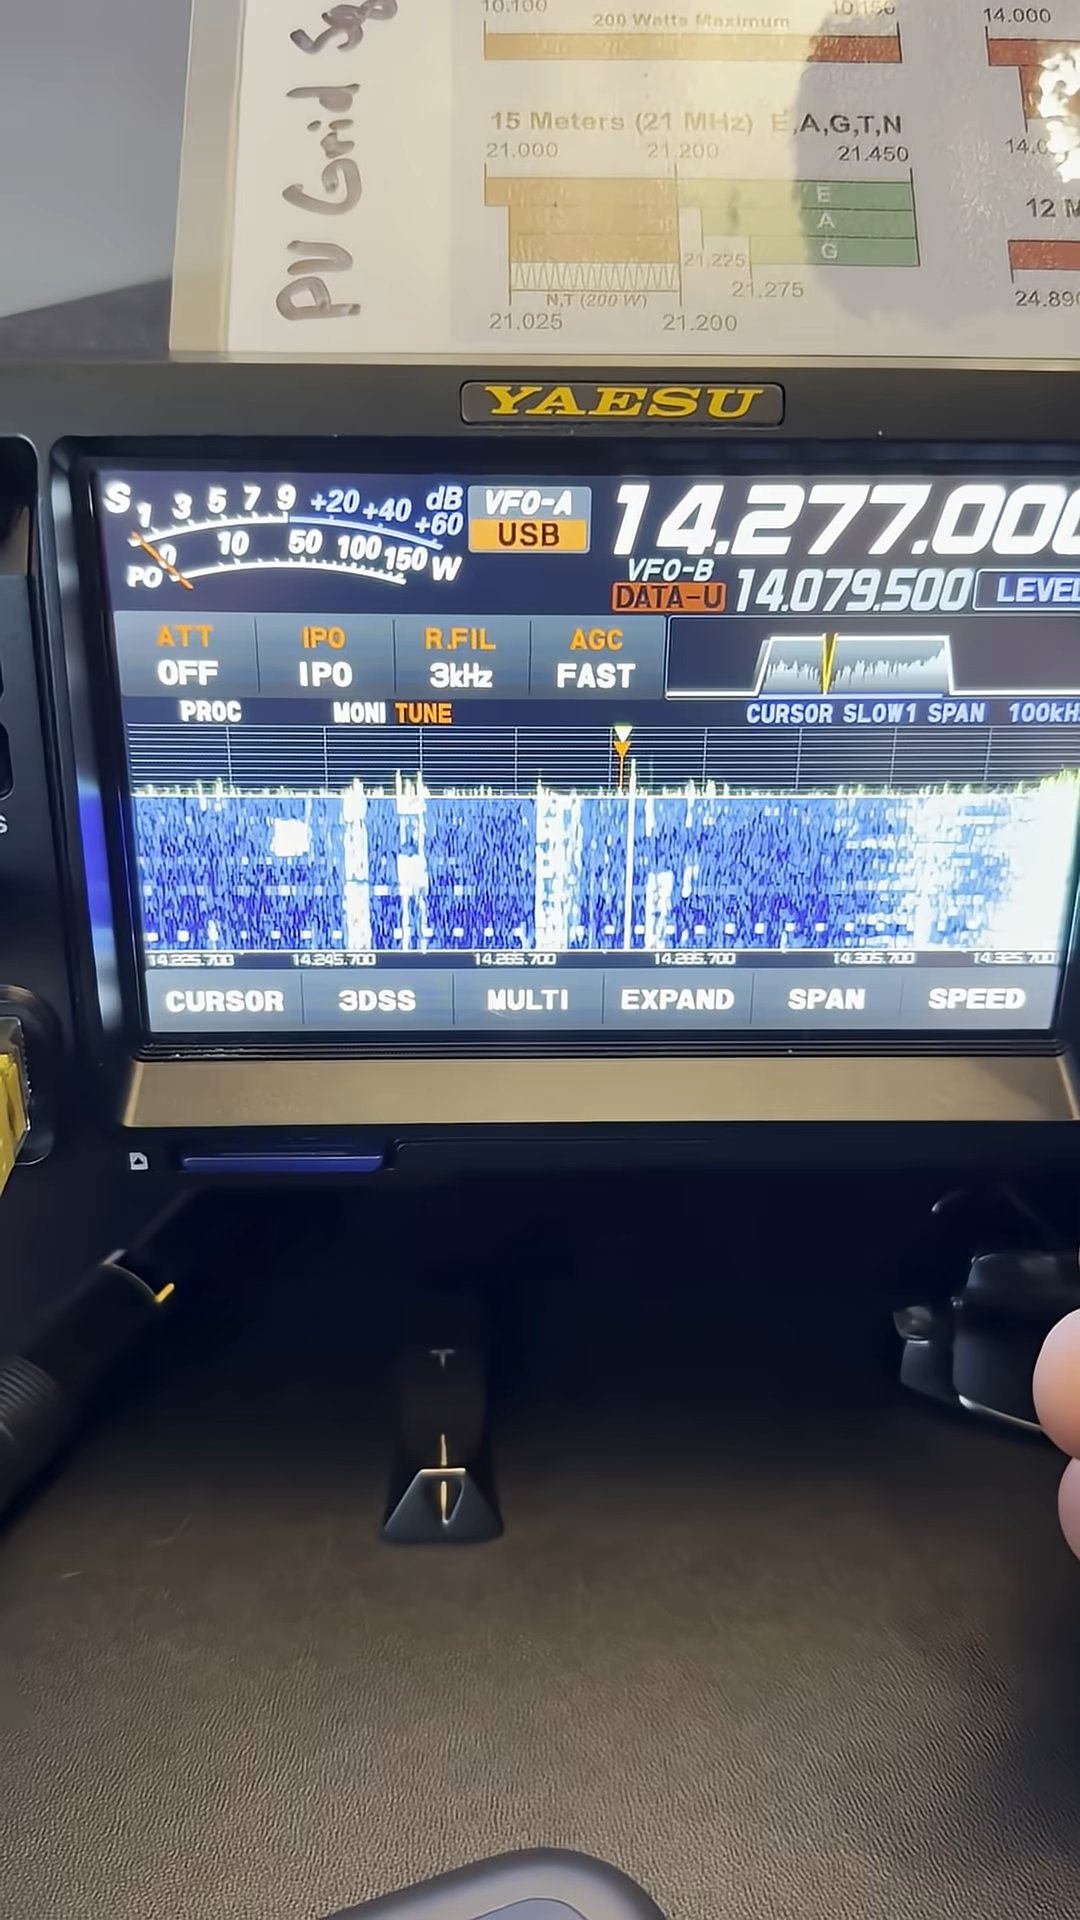 PV Grid Sq
10.100 10.150
200 Watts Maximum
14.000
15 Meters (21 MHz) E,A,G,T,N
21.000 21.200 21.450
14.0
E
A
G
12 M
21.225
21.275
N,T (200 W)
24.890
21.025 21.200
YAESU
S 1 3 5 7 9 +20 +40 +60 dB
PO 0 10 50 100 150 W
VFO-A
USB
14.277.000
VFO-B
DATA-U 14.079.500 LEVEL
ATT IPO R.FIL AGC
OFF IPO 3kHz FAST
PROC MONI TUNE CURSOR SLOW1 SPAN 100kH
14.225.700 14.245.700 14.265.700 14.285.700 14.305.700 14.325.700
CURSOR 3DSS MULTI EXPAND SPAN SPEED
S